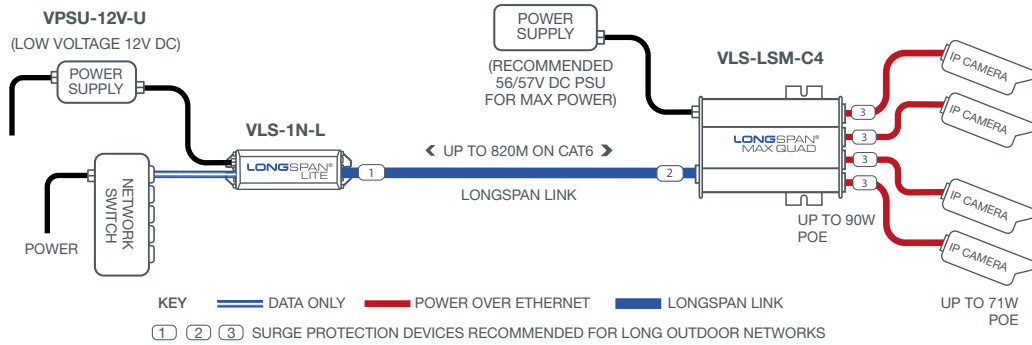 VPSU-12V-U
(LOW VOLTAGE 12V DC)
POWER
SUPPLY
POWER
SUPPLY
(RECOMMENDED
56/57V DC PSU
FOR MAX POWER)
VLS-LSM-C4
VLS-1N-L
LONGSPAN®
LITE
1
< UP TO 820M ON CAT6 >
LONGSPAN LINK
2
LONGSPAN®
MAX QUAD
3
3
3
3
IP CAMERA
IP CAMERA
IP CAMERA
IP CAMERA
NETWORK
SWITCH
POWER
UP TO 90W
POE
UP TO 71W
POE
KEY DATA ONLY POWER OVER ETHERNET LONGSPAN LINK
1 2 3 SURGE PROTECTION DEVICES RECOMMENDED FOR LONG OUTDOOR NETWORKS